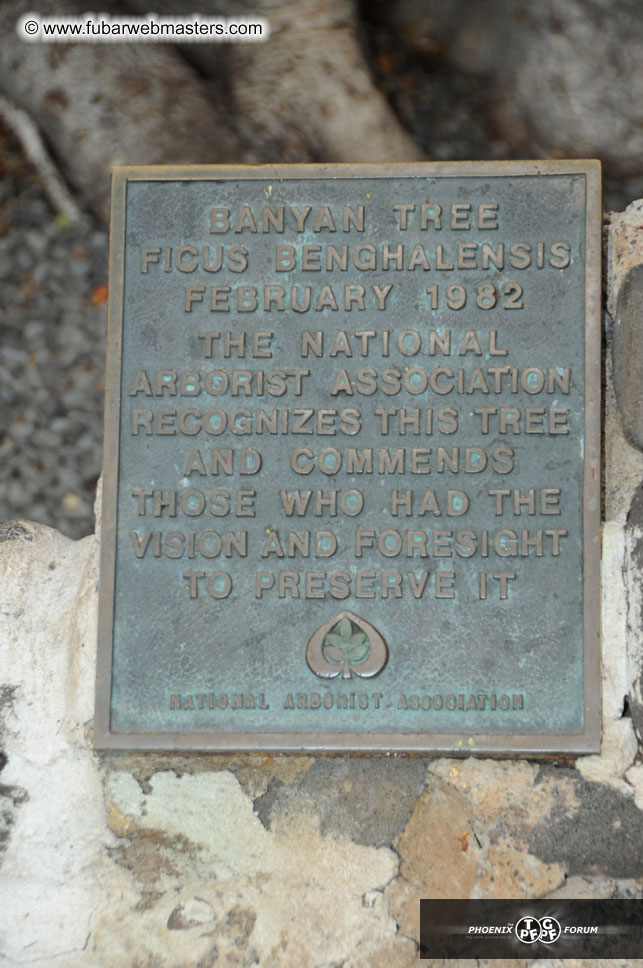 © www.fubarwebmasters.com
BANYAN TREE
FICUS BENGHALENSIS
FEBRUARY 1982
THE NATIONAL
ARBORIST ASSOCIATION
RECOGNIZES THIS TREE
AND COMMENDS
THOSE WHO HAD THE
VISION AND FORESIGHT
TO PRESERVE IT
NATIONAL ARBORIST ASSOCIATION
PHOENIX FORUM